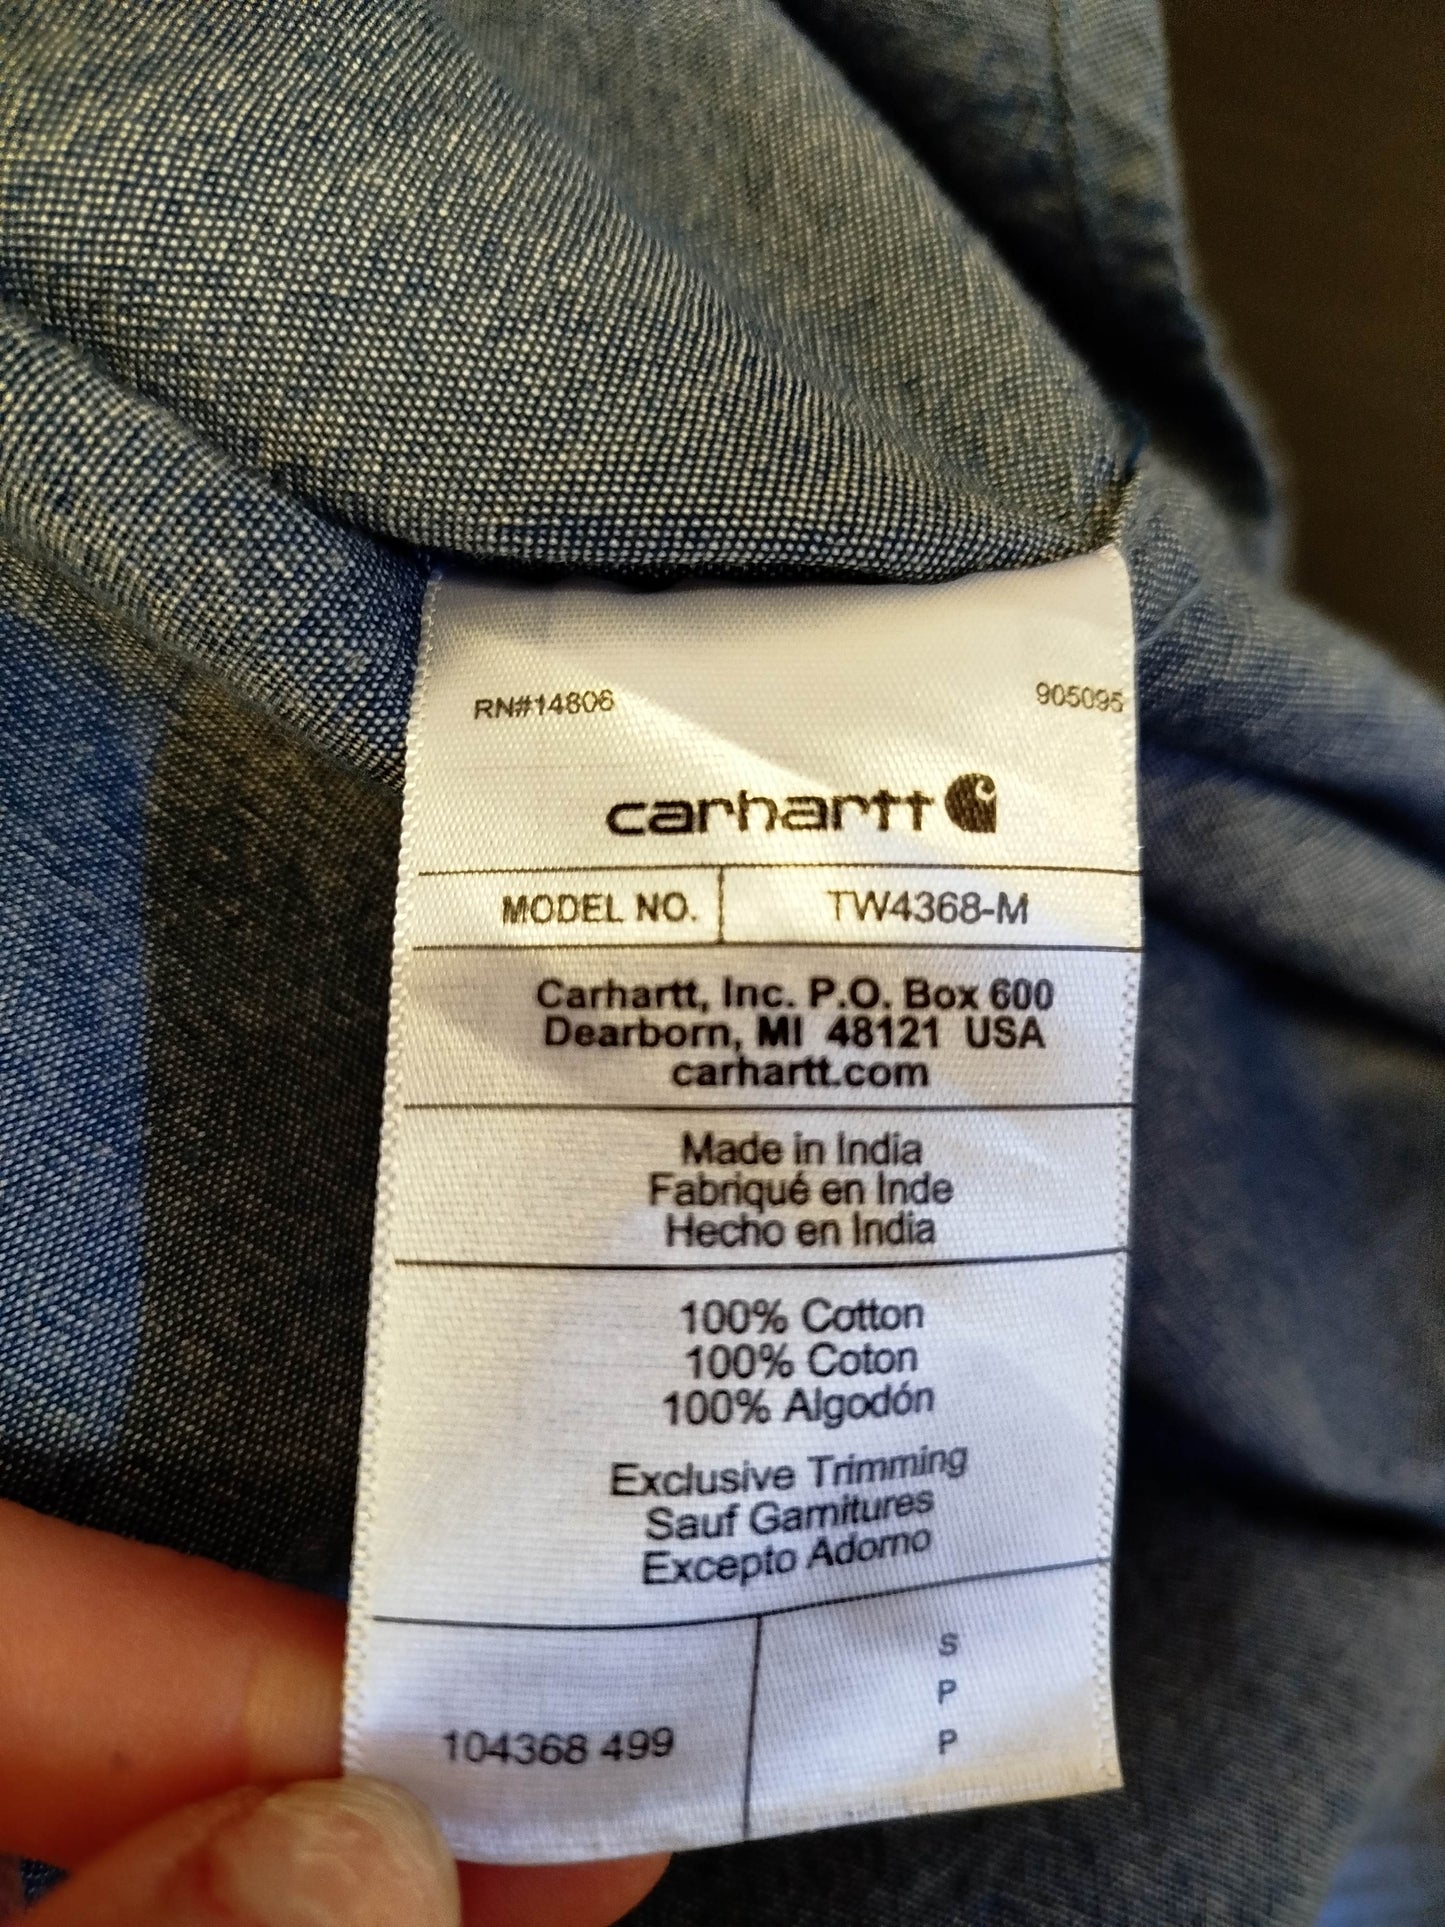 RN#14806 905095
carhartt
MODEL NO. TW4368-M
Carhartt, Inc. P.O. Box 600
Dearborn, MI 48121 USA
carhartt.com
Made in India
Fabriqué en Inde
Hecho en India
100% Cotton
100% Coton
100% Algodón
Exclusive Trimming
Sauf Garnitures
Excepto Adorno
104368 499
S
P
P